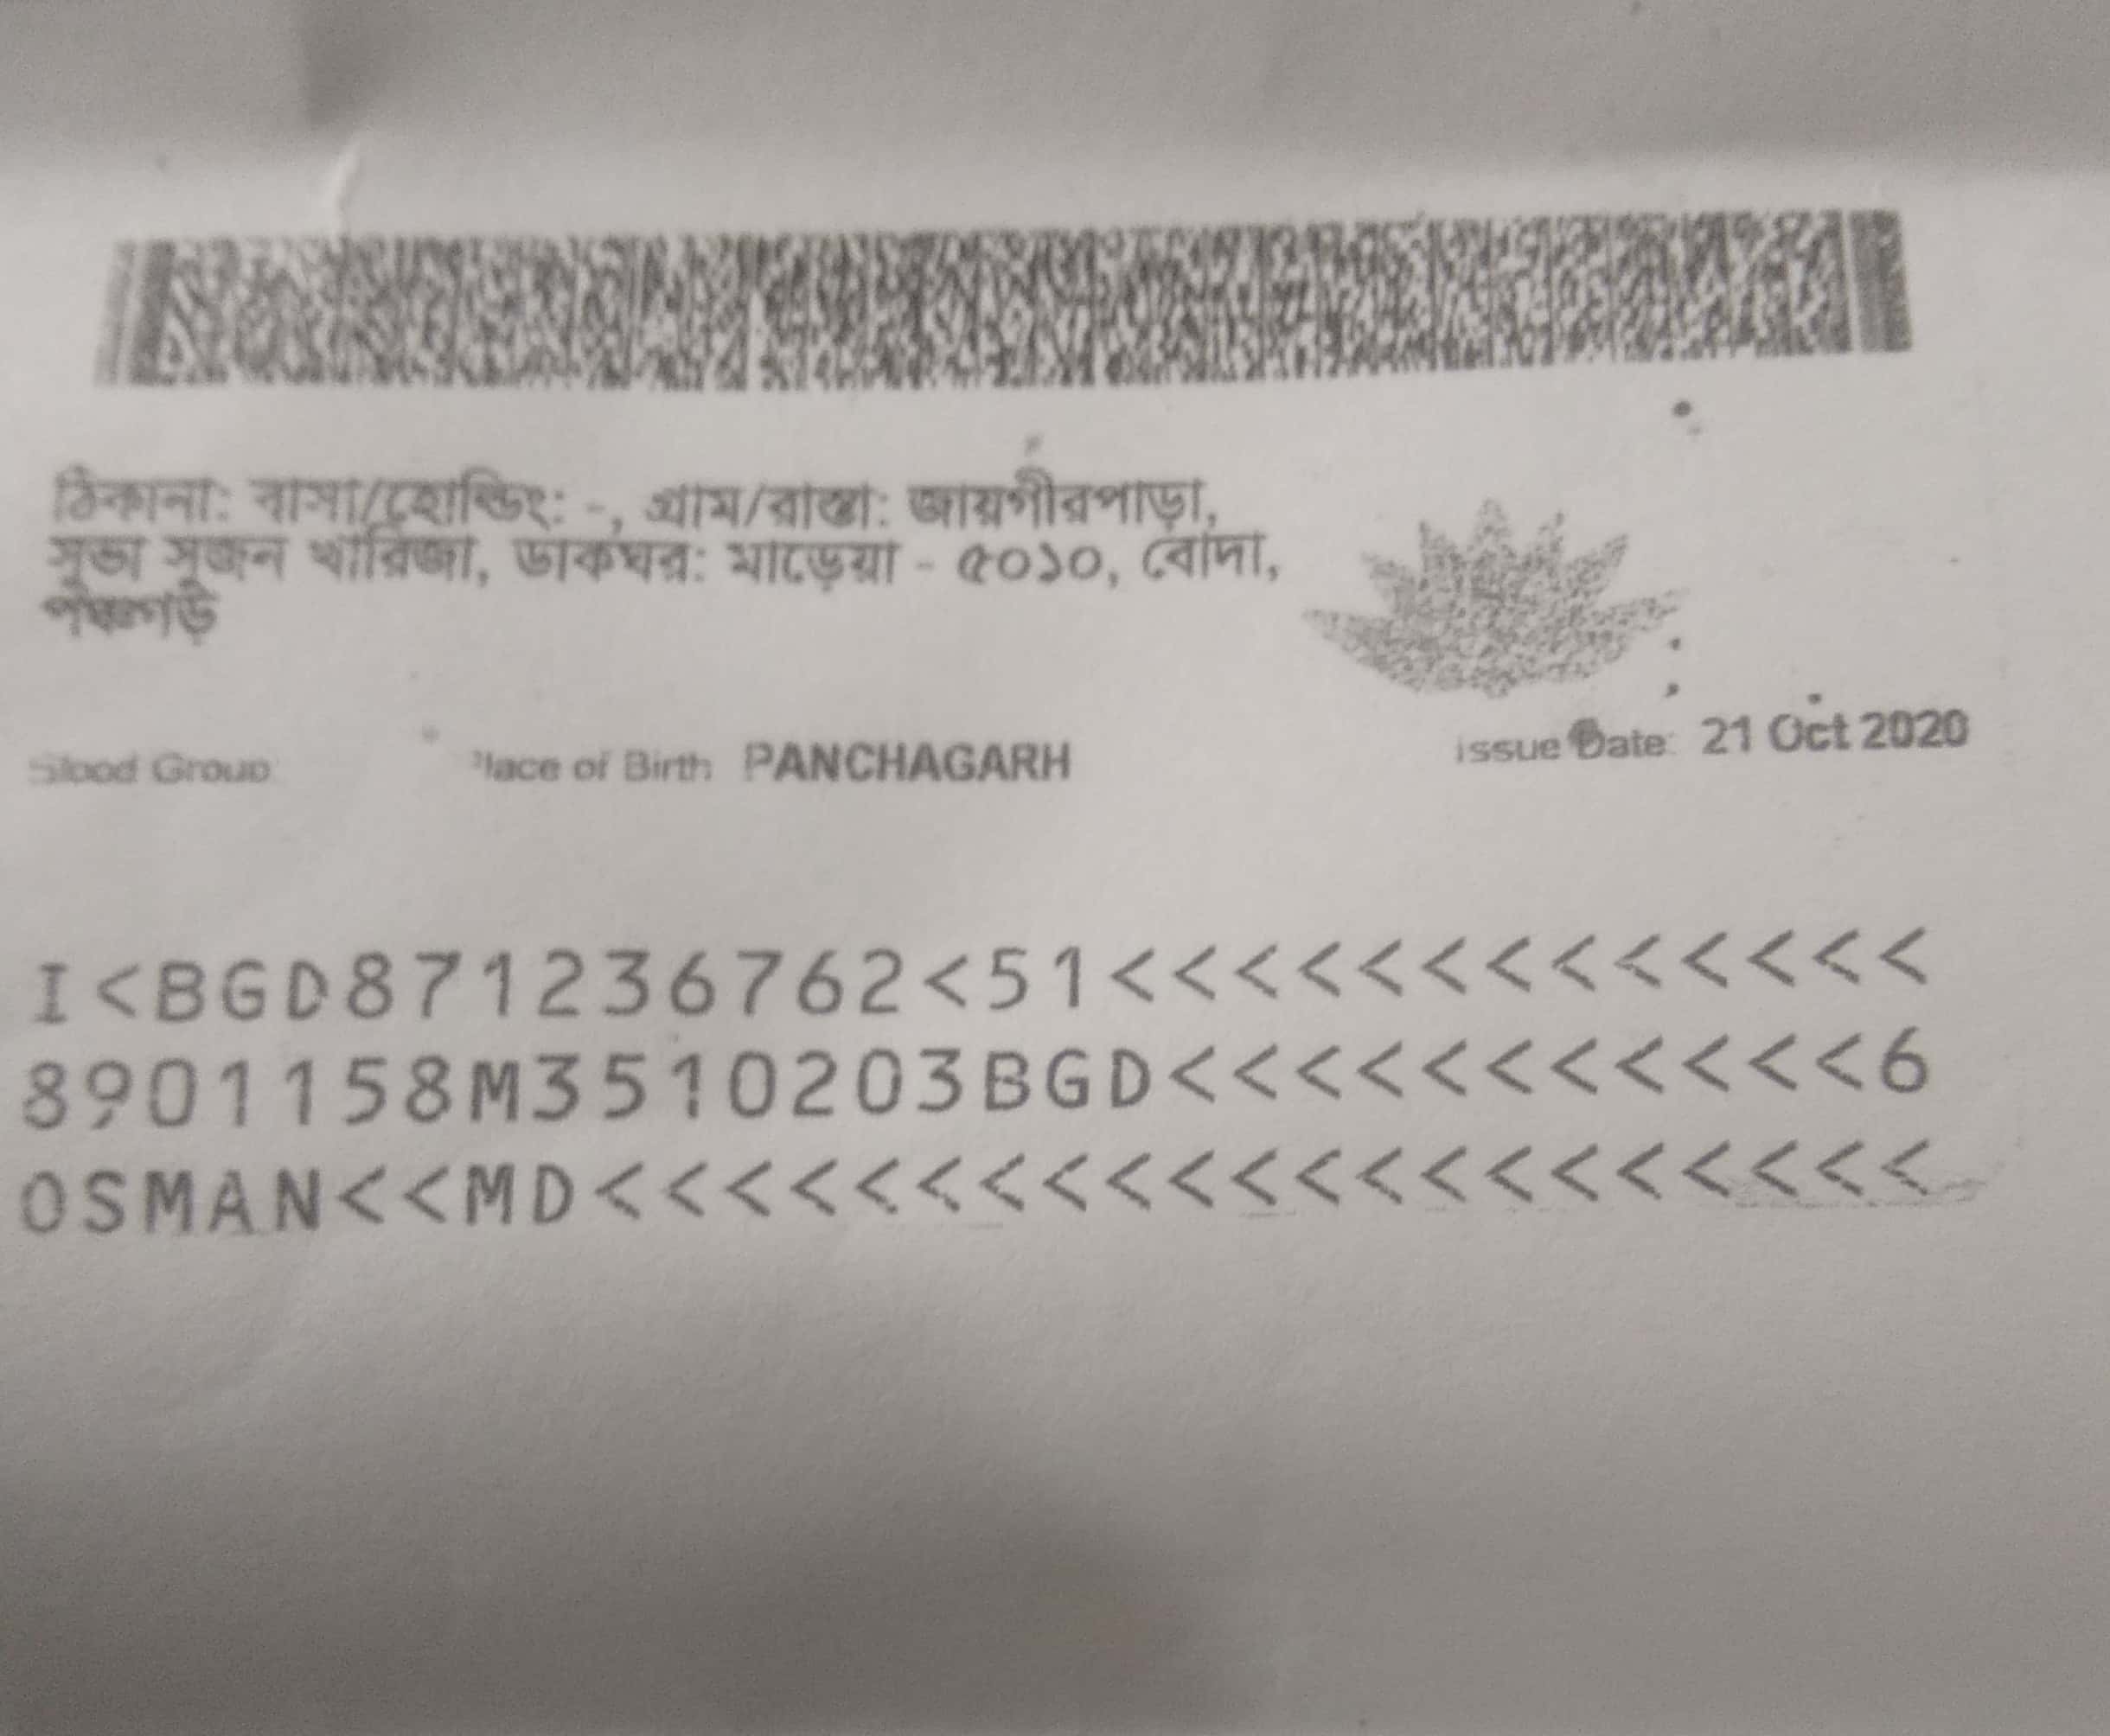 ঠিকানা: বাসা/হোল্ডিং: -, গ্রাম/রাস্তা: জায়গীরপাড়া,
সুভা সুজন খারিজা, ডাকঘর: মাড়েয়া - ৫০১০, বোদা,
পঞ্চগড়
Blood Group Place of Birth PANCHAGARH Issue Date: 21 Oct 2020
I<BGD871236762<51<<<<<<<<<<<<<
8901158M3510203BGD<<<<<<<<<<<6
OSMAN<<MD<<<<<<<<<<<<<<<<<<<<<